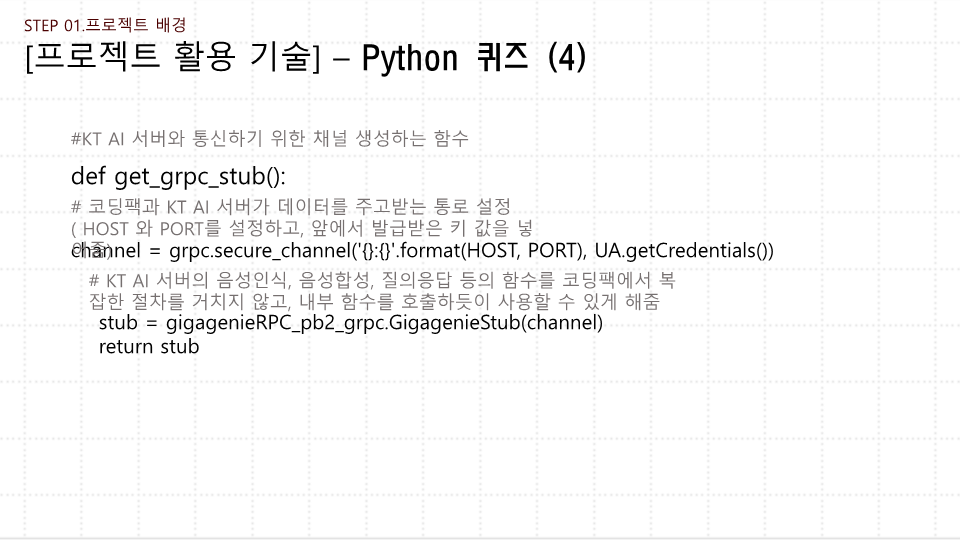 STEP 01.프로젝트 배경
[프로젝트 활용 기술] – Python 퀴즈 (4)
#KT AI 서버와 통신하기 위한 채널 생성하는 함수
def get_grpc_stub():
# 코딩팩과 KT AI 서버가 데이터를 주고받는 통로 설정
( HOST 와 PORT를 설정하고, 앞에서 발급받은 키 값을 넣
어줌)
channel = grpc.secure_channel('{}:{}'.format(HOST, PORT), UA.getCredentials())
# KT AI 서버의 음성인식, 음성합성, 질의응답 등의 함수를 코딩팩에서 복
잡한 절차를 거치지 않고, 내부 함수를 호출하듯이 사용할 수 있게 해줌
stub = gigagenieRPC_pb2_grpc.GigagenieStub(channel)
return stub